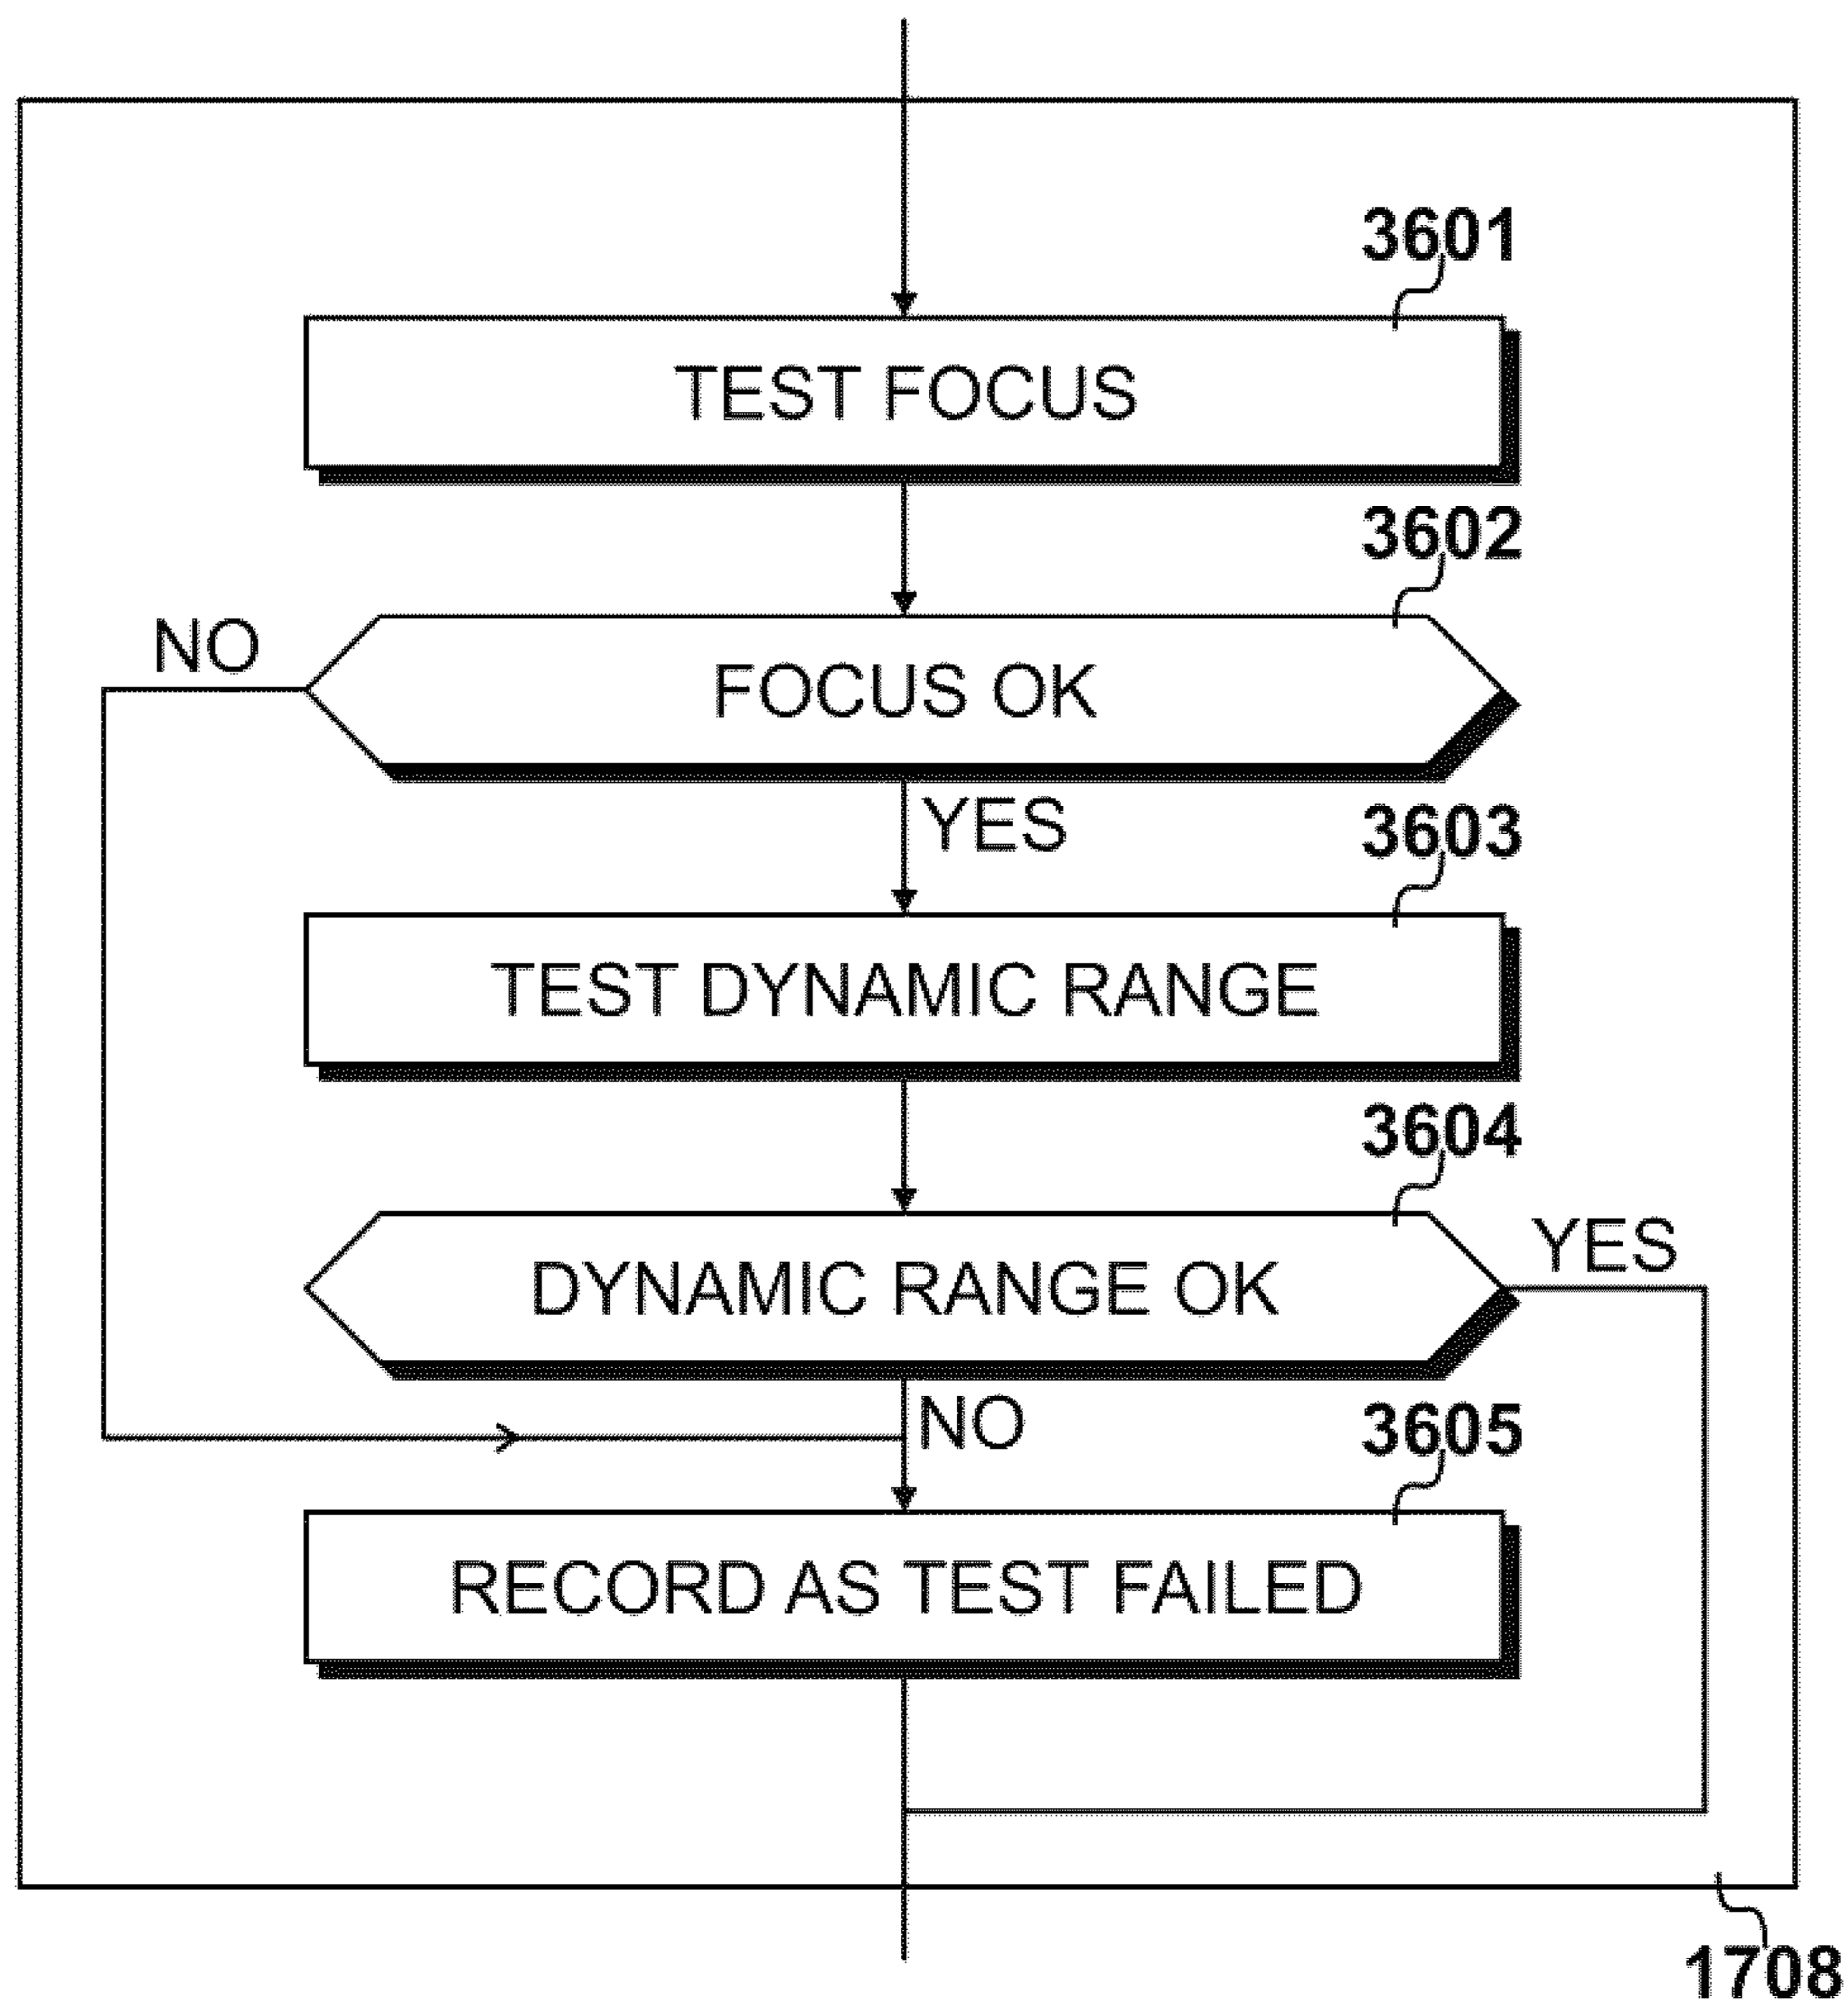 3601
TEST FOCUS
3602
NO
FOCUS OK
YES
3603
TEST DYNAMIC RANGE
3604
YES
DYNAMIC RANGE OK
NO
3605
RECORD AS TEST FAILED
1708